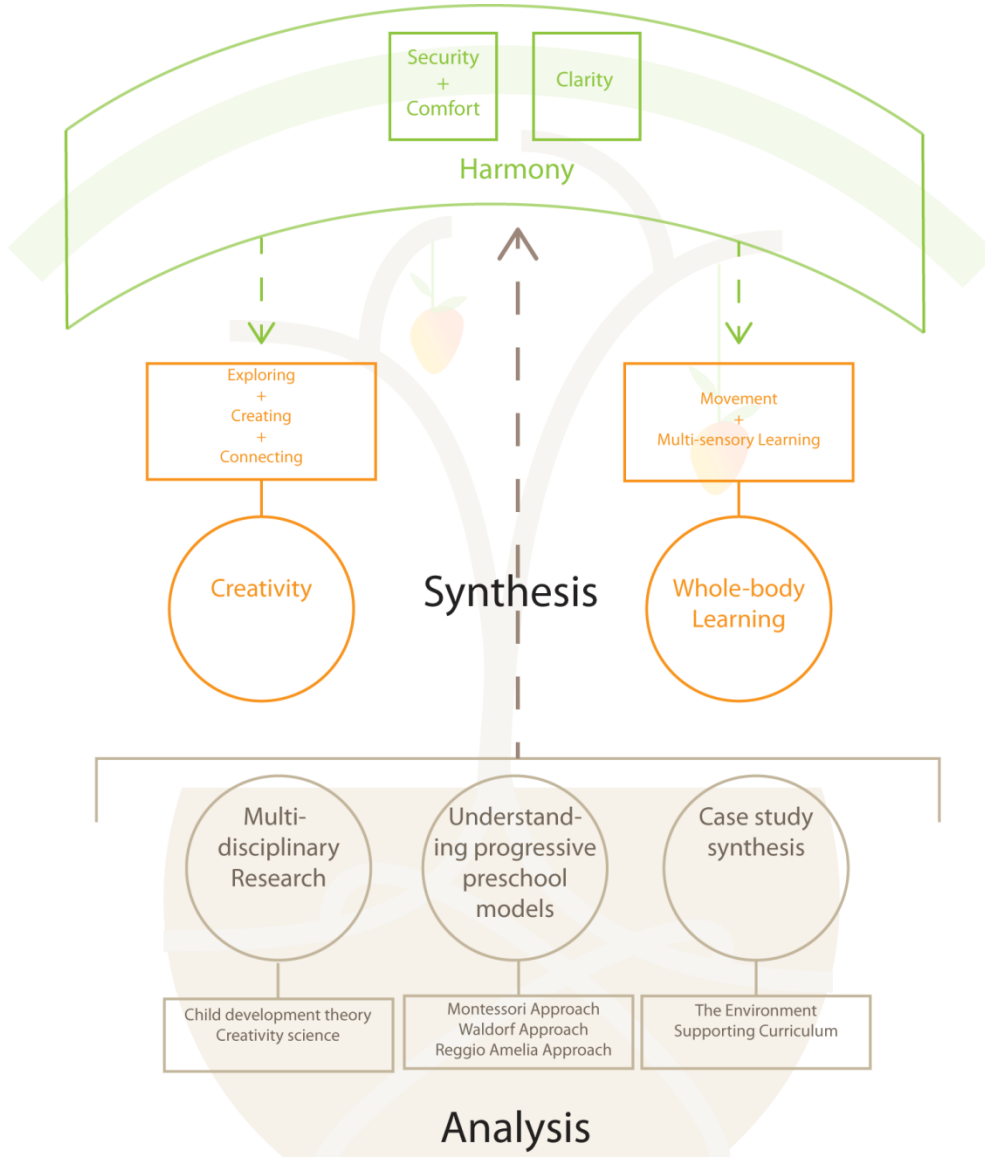 Security
+
Comfort
Clarity
Harmony
Exploring
+
Creating
+
Connecting
Movement
+
Multi-sensory Learning
Creativity
Synthesis
Whole-body
Learning
Multi-
disciplinary
Research
Understand-
ing progressive
preschool
models
Case study
synthesis
Child development theory
Creativity science
Montessori Approach
Waldorf Approach
Reggio Amelia Approach
The Environment
Supporting Curriculum
Analysis